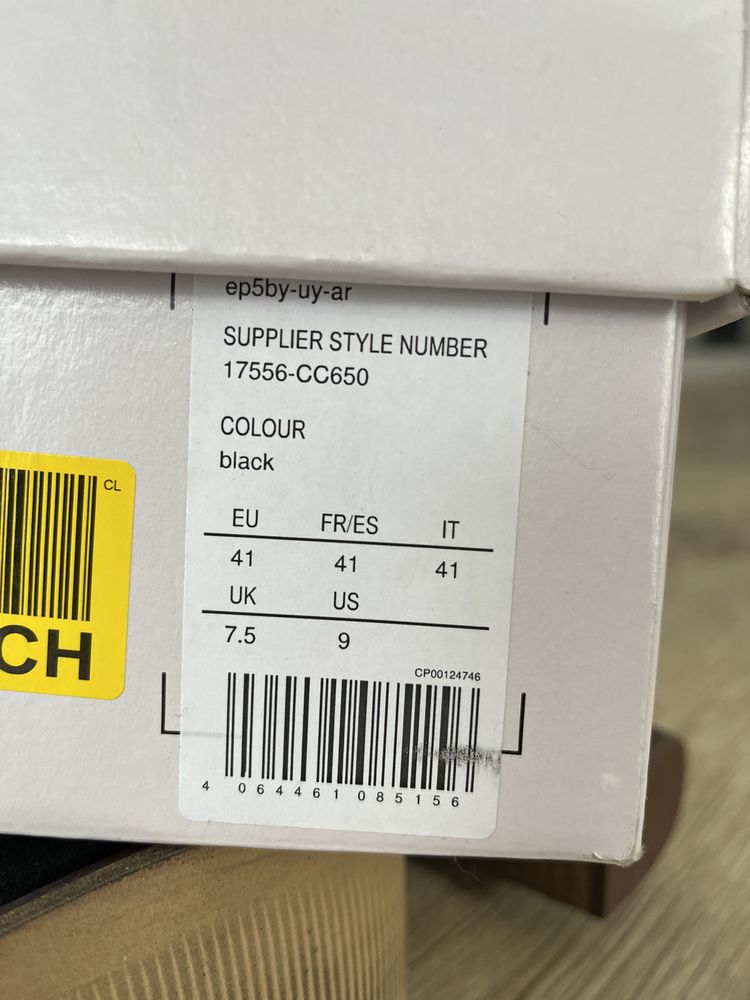 ep5by-uy-ar
SUPPLIER STYLE NUMBER
17556-CC650
COLOUR
black
EU FR/ES IT
41 41 41
UK US
7.5 9
CP00124746
4 064461 085156
CL
CH